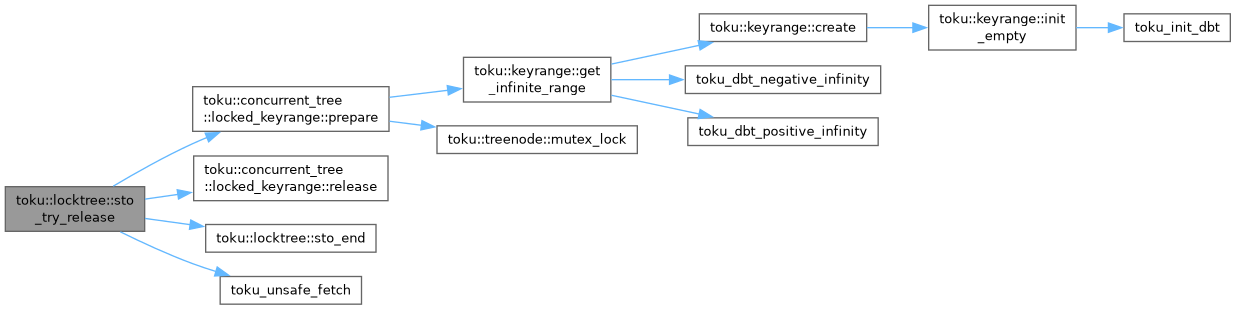 toku::locktree::sto
_try_release
toku::concurrent_tree
::locked_keyrange::prepare
toku::keyrange::get
_infinite_range
toku::keyrange::create
toku::keyrange::init
_empty
toku_init_dbt
toku_dbt_negative_infinity
toku_dbt_positive_infinity
toku::treenode::mutex_lock
toku::concurrent_tree
::locked_keyrange::release
toku::locktree::sto_end
toku_unsafe_fetch